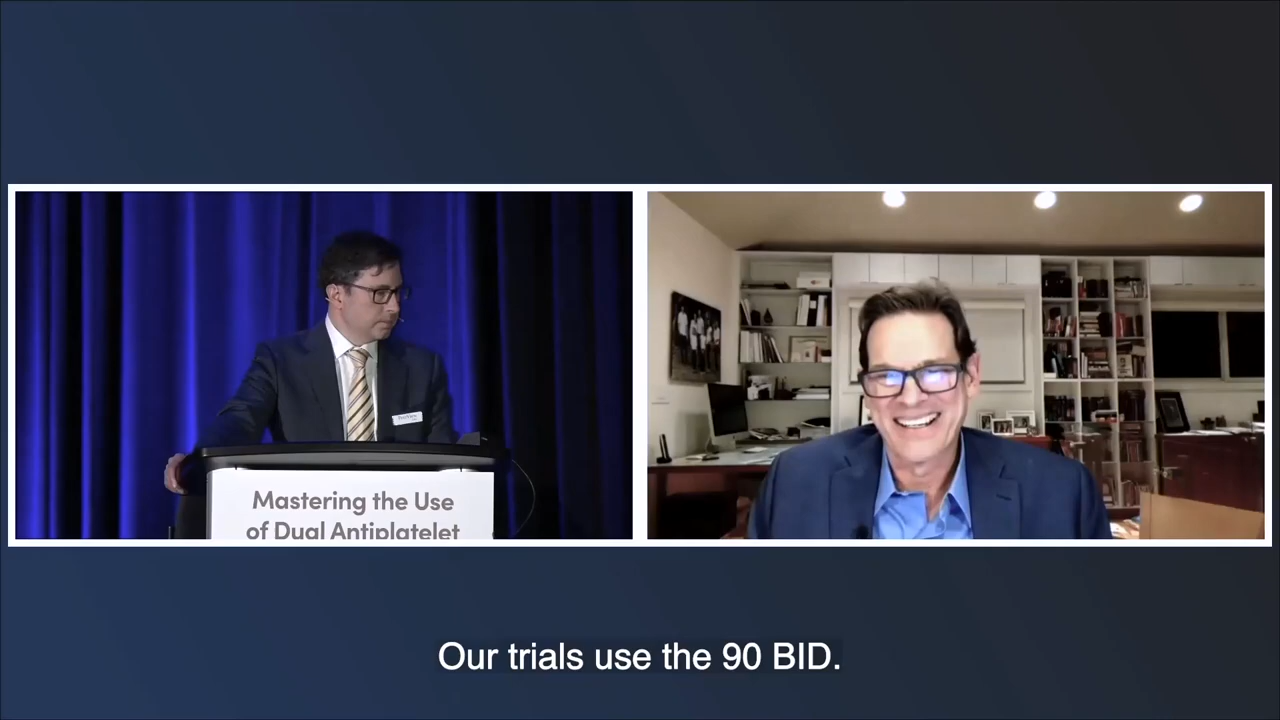 Mastering the Use
of Dual Antiplatelet
Our trials use the 90 BID.